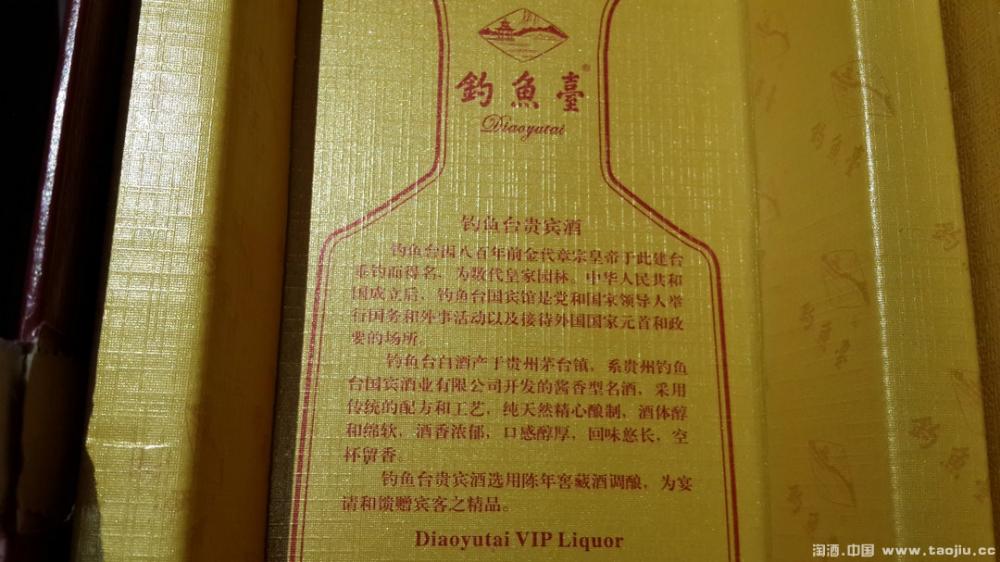 釣魚臺®
Diaoyutai
钓鱼台贵宾酒
钓鱼台因八百年前金代章宗皇帝于此建台
垂钓而得名，为数代皇家园林。中华人民共和
国成立后，钓鱼台国宾馆是党和国家领导人举
行国务和外事活动以及接待外国国家元首和政
要的场所。
钓鱼台白酒产于贵州茅台镇，系贵州钓鱼
台国宾酒业有限公司开发的酱香型名酒，采用
传统的配方和工艺，纯天然精心酿制，酒体醇
和绵软，酒香浓郁，口感醇厚，回味悠长，空
杯留香。
钓鱼台贵宾酒选用陈年窖藏酒调酿，为宴
请和馈赠宾客之精品。
Diaoyutai VIP Liquor
淘酒.中国 www.taojiu.cc